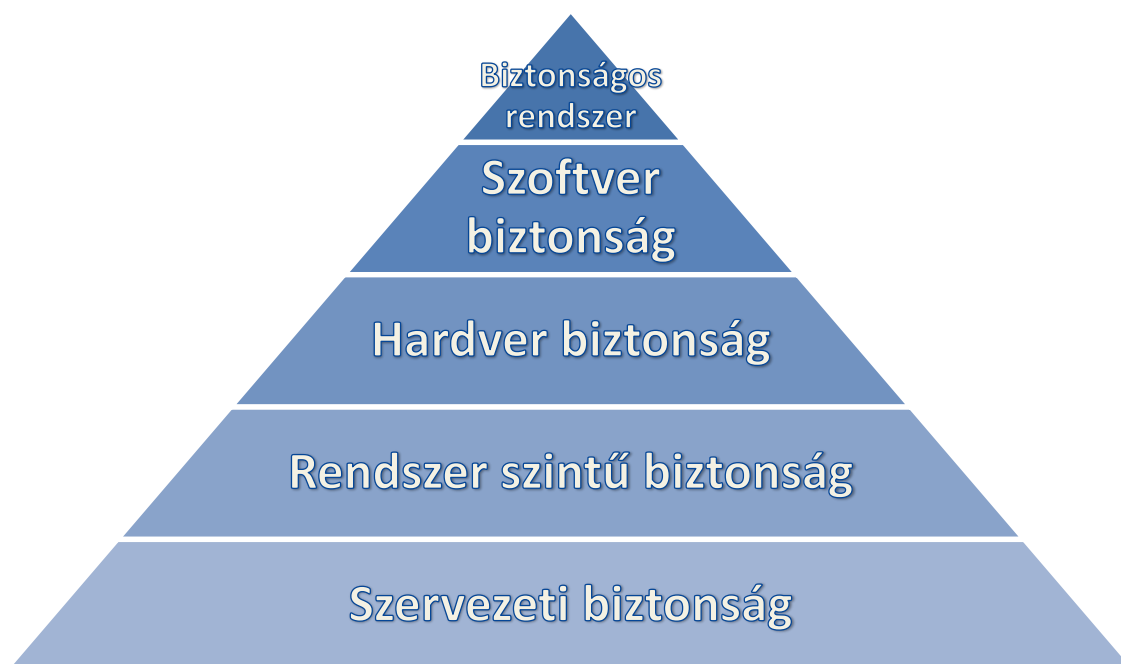 Biztonságos
rendszer
Szoftver
biztonság
Hardver biztonság
Rendszer szintű biztonság
Szervezeti biztonság